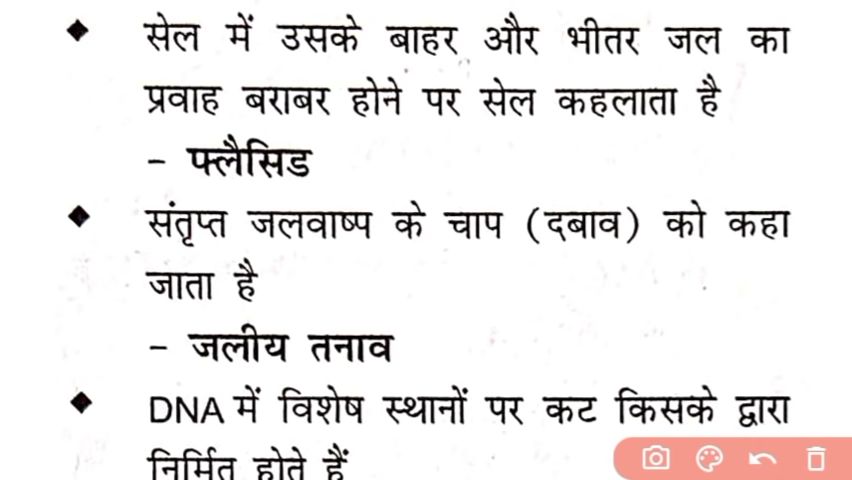 ◆ सेल में उसके बाहर और भीतर जल का
प्रवाह बराबर होने पर सेल कहलाता है
– फ्लैसिड
◆ संतृप्त जलवाष्प के चाप (दबाव) को कहा
जाता है
– जलीय तनाव
◆ DNA में विशेष स्थानों पर कट किसके द्वारा
निर्मित होते हैं